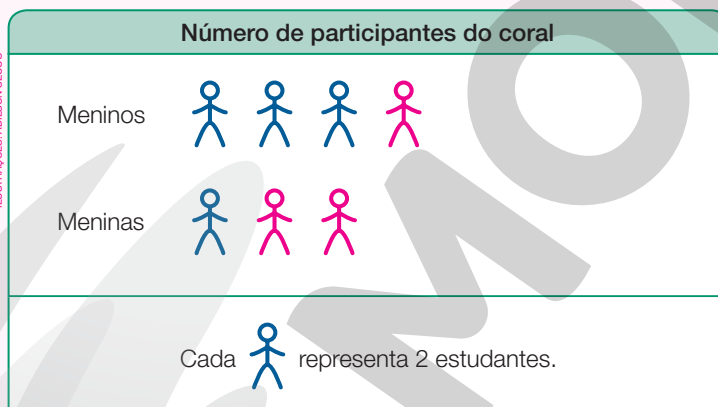 Número de participantes do coral
Meninos
Meninas
Cada representa 2 estudantes.